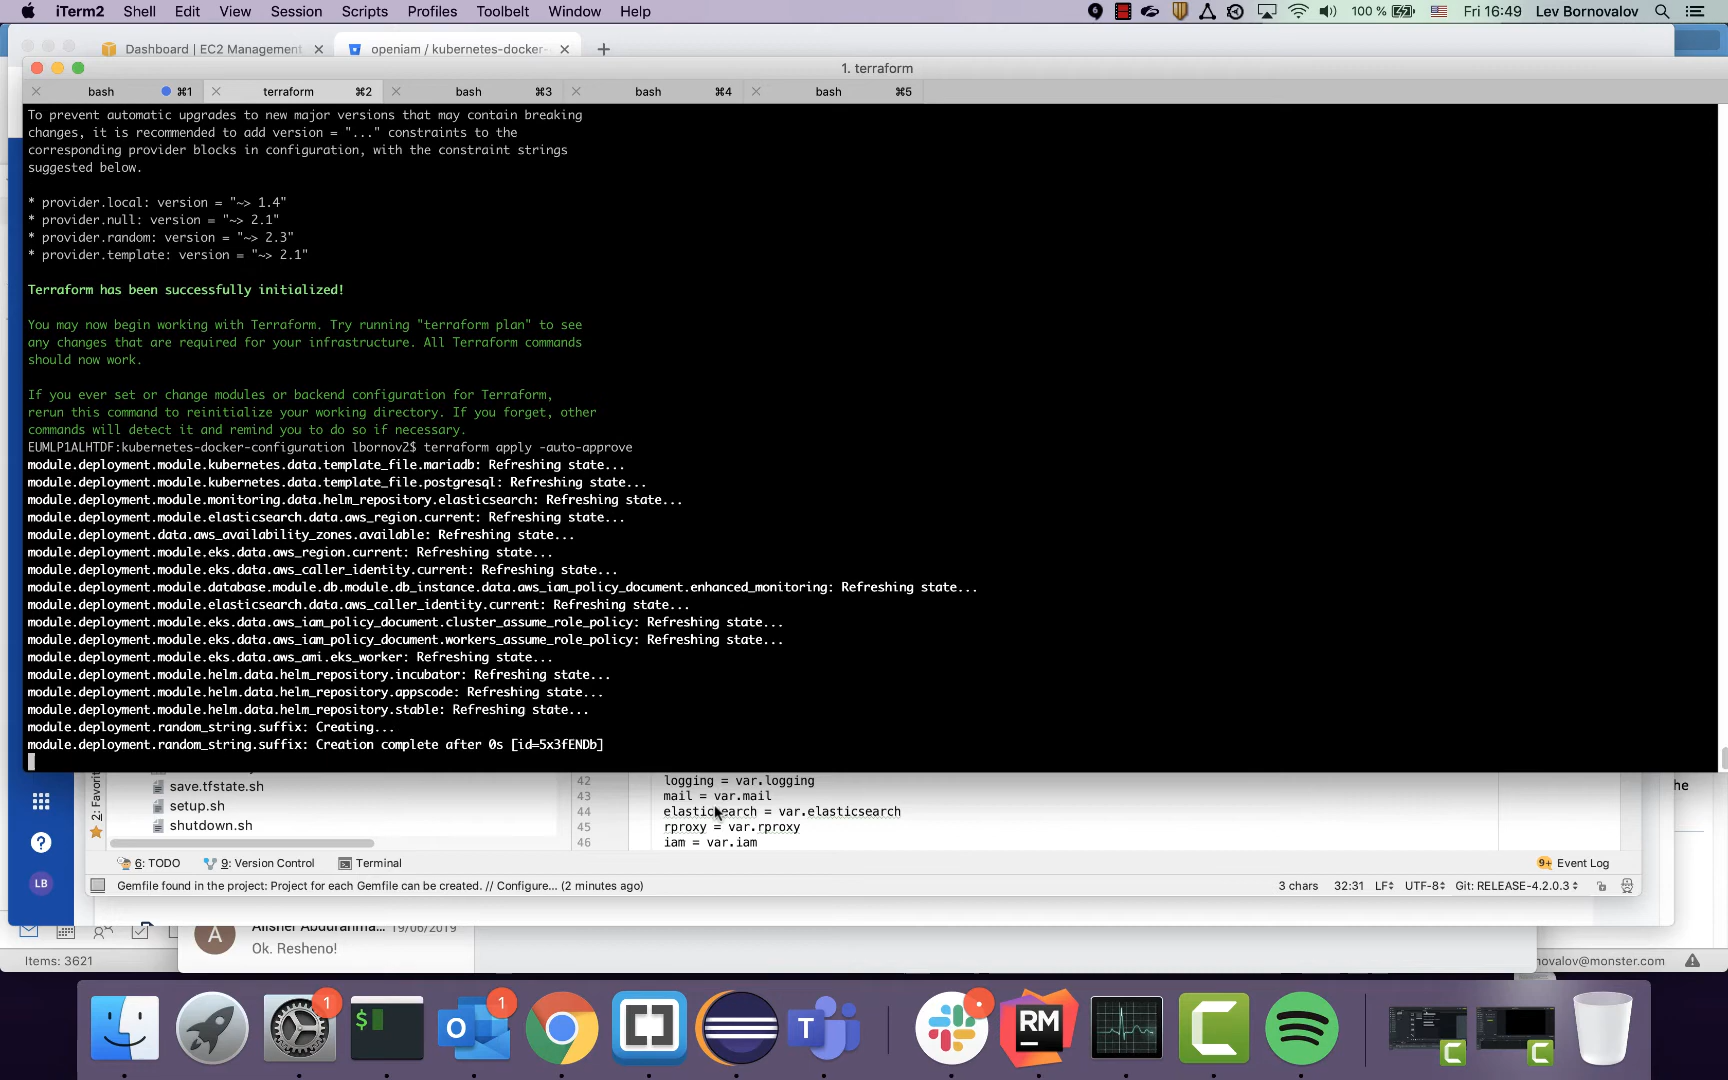 iTerm2 Shell Edit View Session Scripts Profiles Toolbelt Window Help 100 % Fri 16:49 Lev Bornovalov
Dashboard | EC2 Management openiam / kubernetes-docker-
1. terraform
bash ⌘1 terraform ⌘2 bash ⌘3 bash ⌘4 bash ⌘5
To prevent automatic upgrades to new major versions that may contain breaking
changes, it is recommended to add version = "..." constraints to the
corresponding provider blocks in configuration, with the constraint strings
suggested below.
* provider.local: version = "~> 1.4"
* provider.null: version = "~> 2.1"
* provider.random: version = "~> 2.3"
* provider.template: version = "~> 2.1"
Terraform has been successfully initialized!
You may now begin working with Terraform. Try running "terraform plan" to see
any changes that are required for your infrastructure. All Terraform commands
should now work.
If you ever set or change modules or backend configuration for Terraform,
rerun this command to reinitialize your working directory. If you forget, other
commands will detect it and remind you to do so if necessary.
EUMLP1ALHTDF:kubernetes-docker-configuration lbornov2$ terraform apply -auto-approve
module.deployment.module.kubernetes.data.template_file.mariadb: Refreshing state...
module.deployment.module.kubernetes.data.template_file.postgresql: Refreshing state...
module.deployment.module.monitoring.data.helm_repository.elasticsearch: Refreshing state...
module.deployment.module.elasticsearch.data.aws_region.current: Refreshing state...
module.deployment.data.aws_availability_zones.available: Refreshing state...
module.deployment.module.eks.data.aws_region.current: Refreshing state...
module.deployment.module.eks.data.aws_caller_identity.current: Refreshing state...
module.deployment.module.database.module.db.module.db_instance.data.aws_iam_policy_document.enhanced_monitoring: Refreshing state...
module.deployment.module.elasticsearch.data.aws_caller_identity.current: Refreshing state...
module.deployment.module.eks.data.aws_iam_policy_document.cluster_assume_role_policy: Refreshing state...
module.deployment.module.eks.data.aws_iam_policy_document.workers_assume_role_policy: Refreshing state...
module.deployment.module.eks.data.aws_ami.eks_worker: Refreshing state...
module.deployment.module.helm.data.helm_repository.incubator: Refreshing state...
module.deployment.module.helm.data.helm_repository.appscode: Refreshing state...
module.deployment.module.helm.data.helm_repository.stable: Refreshing state...
module.deployment.random_string.suffix: Creating...
module.deployment.random_string.suffix: Creation complete after 0s [id=5x3fENDb]
2: Favorit
save.tfstate.sh
setup.sh
shutdown.sh
42 logging = var.logging
43 mail = var.mail
44 elasticsearch = var.elasticsearch
45 rproxy = var.rproxy
46 iam = var.iam
he
6: TODO 9: Version Control Terminal 9+ Event Log
LB
Gemfile found in the project: Project for each Gemfile can be created. // Configure... (2 minutes ago) 3 chars 32:31 LF UTF-8 Git: RELEASE-4.2.0.3
A
19/06/2019
Ok. Resheno!
Items: 3621
novalov@monster.com
1 1
$ O T RM C
C C